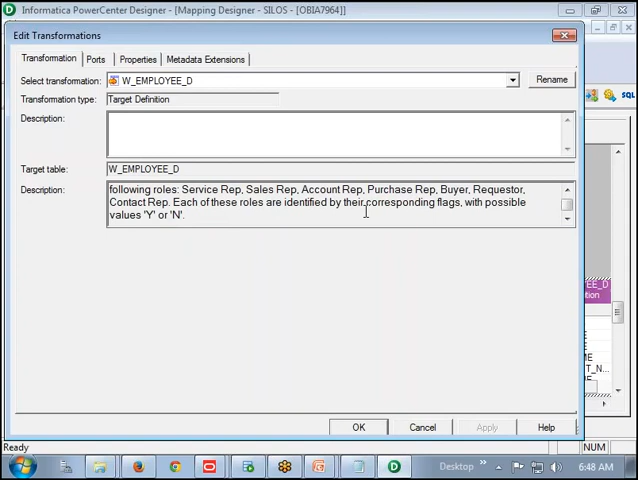 Informatica PowerCenter Designer - [Mapping Designer - SILOS - [OBIA7964]]
Edit Transformations
Transformation Ports Properties Metadata Extensions
Select transformation: W_EMPLOYEE_D Rename
Transformation type: Target Definition
Description:
Target table: W_EMPLOYEE_D
Description: following roles: Service Rep, Sales Rep, Account Rep, Purchase Rep, Buyer, Requestor,
Contact Rep. Each of these roles are identified by their corresponding flags, with possible
values 'Y' or 'N'.
OK Cancel Apply Help
Ready NUM
Desktop » 6:48 AM